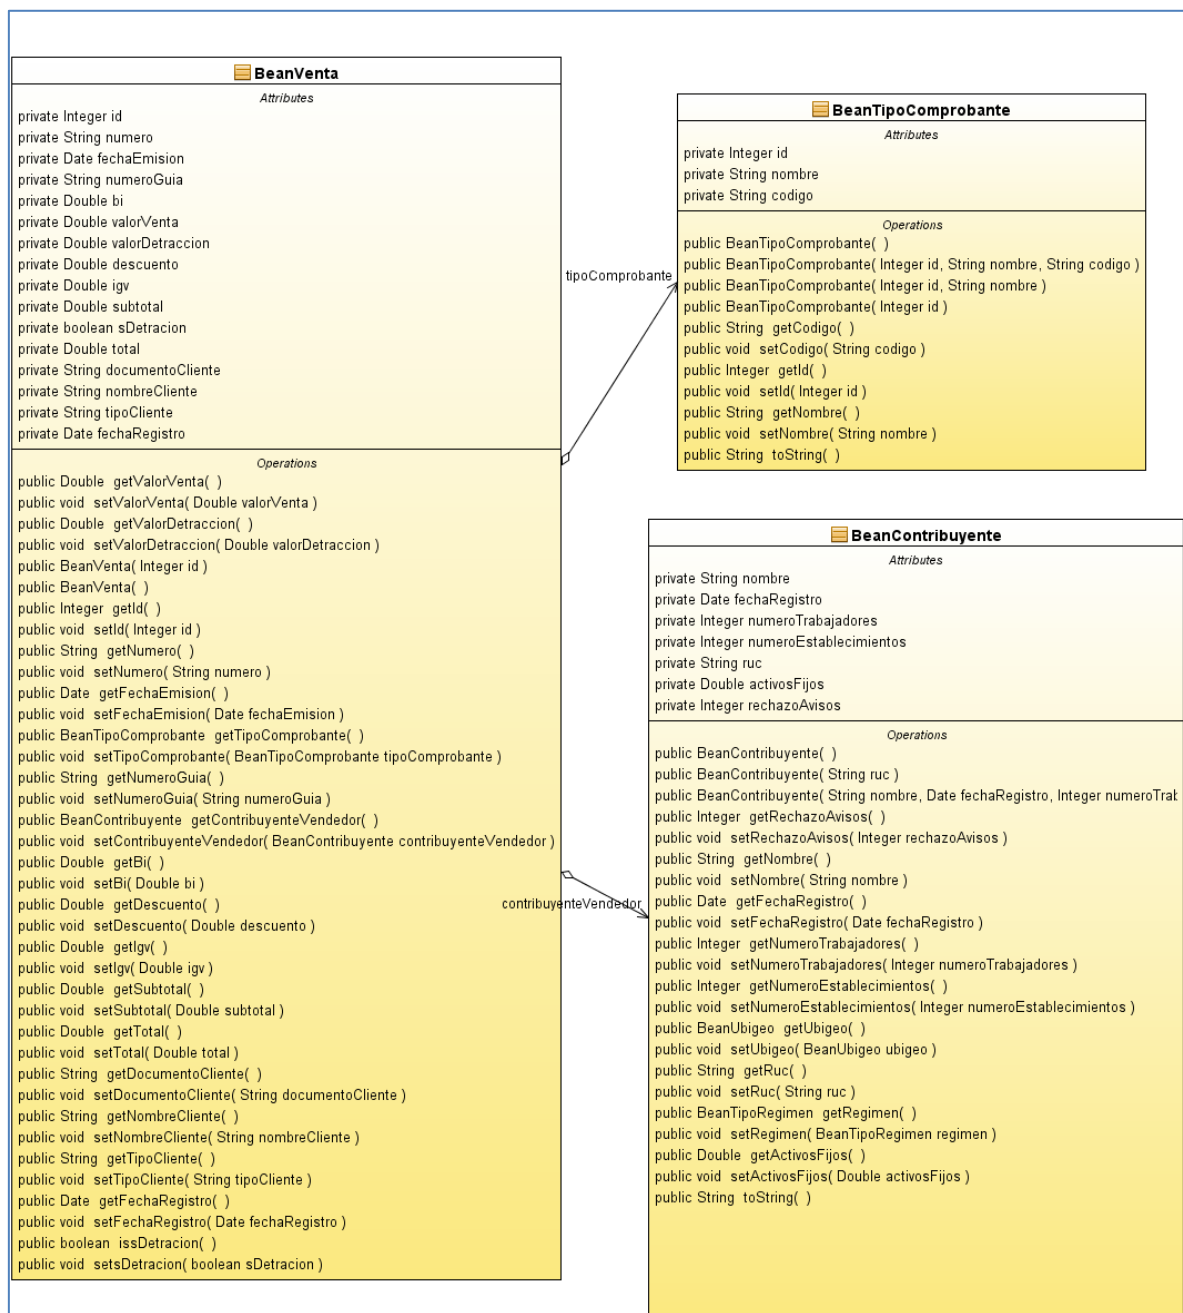 BeanVenta
Attributes
private Integer id
private String numero
private Date fechaEmision
private String numeroGuia
private Double bi
private Double valorVenta
private Double valorDetraccion
private Double descuento
private Double igv
private Double subtotal
private boolean sDetracion
private Double total
private String documentoCliente
private String nombreCliente
private String tipoCliente
private Date fechaRegistro
Operations
public Double getValorVenta( )
public void setValorVenta( Double valorVenta )
public Double getValorDetraccion( )
public void setValorDetraccion( Double valorDetraccion )
public BeanVenta( Integer id )
public BeanVenta( )
public Integer getId( )
public void setId( Integer id )
public String getNumero( )
public void setNumero( String numero )
public Date getFechaEmision( )
public void setFechaEmision( Date fechaEmision )
public BeanTipoComprobante getTipoComprobante( )
public void setTipoComprobante( BeanTipoComprobante tipoComprobante )
public String getNumeroGuia( )
public void setNumeroGuia( String numeroGuia )
public BeanContribuyente getContribuyenteVendedor( )
public void setContribuyenteVendedor( BeanContribuyente contribuyenteVendedor )
public Double getBi( )
public void setBi( Double bi )
public Double getDescuento( )
public void setDescuento( Double descuento )
public Double getIgv( )
public void setIgv( Double igv )
public Double getSubtotal( )
public void setSubtotal( Double subtotal )
public Double getTotal( )
public void setTotal( Double total )
public String getDocumentoCliente( )
public void setDocumentoCliente( String documentoCliente )
public String getNombreCliente( )
public void setNombreCliente( String nombreCliente )
public String getTipoCliente( )
public void setTipoCliente( String tipoCliente )
public Date getFechaRegistro( )
public void setFechaRegistro( Date fechaRegistro )
public boolean issDetracion( )
public void setsDetracion( boolean sDetracion )
tipoComprobante
BeanTipoComprobante
Attributes
private Integer id
private String nombre
private String codigo
Operations
public BeanTipoComprobante( )
public BeanTipoComprobante( Integer id, String nombre, String codigo )
public BeanTipoComprobante( Integer id, String nombre )
public BeanTipoComprobante( Integer id )
public String getCodigo( )
public void setCodigo( String codigo )
public Integer getId( )
public void setId( Integer id )
public String getNombre( )
public void setNombre( String nombre )
public String toString( )
contribuyenteVendedor
BeanContribuyente
Attributes
private String nombre
private Date fechaRegistro
private Integer numeroTrabajadores
private Integer numeroEstablecimientos
private String ruc
private Double activosFijos
private Integer rechazoAvisos
Operations
public BeanContribuyente( )
public BeanContribuyente( String ruc )
public BeanContribuyente( String nombre, Date fechaRegistro, Integer numeroTrab
public Integer getRechazoAvisos( )
public void setRechazoAvisos( Integer rechazoAvisos )
public String getNombre( )
public void setNombre( String nombre )
public Date getFechaRegistro( )
public void setFechaRegistro( Date fechaRegistro )
public Integer getNumeroTrabajadores( )
public void setNumeroTrabajadores( Integer numeroTrabajadores )
public Integer getNumeroEstablecimientos( )
public void setNumeroEstablecimientos( Integer numeroEstablecimientos )
public BeanUbigeo getUbigeo( )
public void setUbigeo( BeanUbigeo ubigeo )
public String getRuc( )
public void setRuc( String ruc )
public BeanTipoRegimen getRegimen( )
public void setRegimen( BeanTipoRegimen regimen )
public Double getActivosFijos( )
public void setActivosFijos( Double activosFijos )
public String toString( )